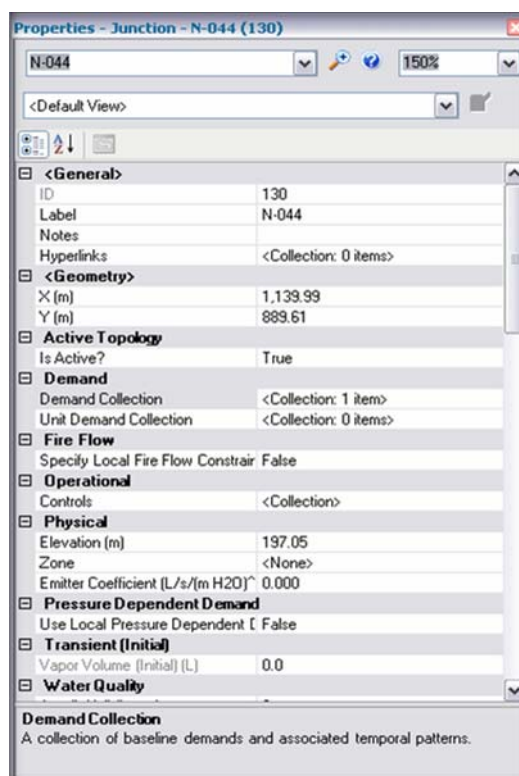 Properties - Junction - N-044 (130)
N-044 150%
<Default View>
<General>
ID 130
Label N-044
Notes
Hyperlinks <Collection: 0 items>
<Geometry>
X (m) 1,139.99
Y (m) 889.61
Active Topology
Is Active? True
Demand
Demand Collection <Collection: 1 item>
Unit Demand Collection <Collection: 0 items>
Fire Flow
Specify Local Fire Flow Constrair False
Operational
Controls <Collection>
Physical
Elevation (m) 197.05
Zone <None>
Emitter Coefficient (L/s/(m H2O)^ 0.000
Pressure Dependent Demand
Use Local Pressure Dependent D False
Transient (Initial)
Vapor Volume (Initial) (L) 0.0
Water Quality
Demand Collection
A collection of baseline demands and associated temporal patterns.